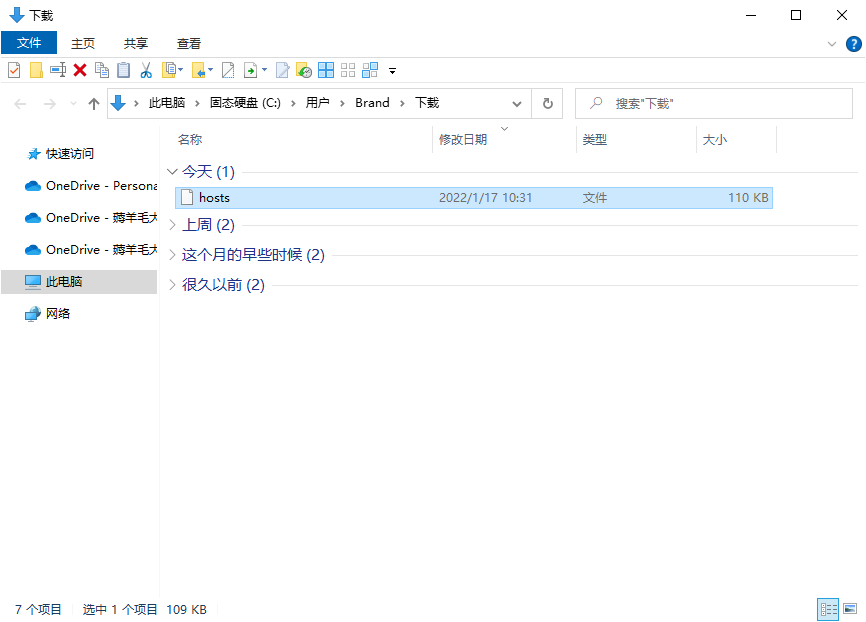 下载
文件 主页 共享 查看
此电脑 固态硬盘 (C:) 用户 Brand 下载
搜索"下载"
名称 修改日期 类型 大小
快速访问
OneDrive - Persona
OneDrive - 薅羊毛大
OneDrive - 薅羊毛大
此电脑
网络
今天 (1)
hosts 2022/1/17 10:31 文件 110 KB
上周 (2)
这个月的早些时候 (2)
很久以前 (2)
7 个项目 选中 1 个项目 109 KB